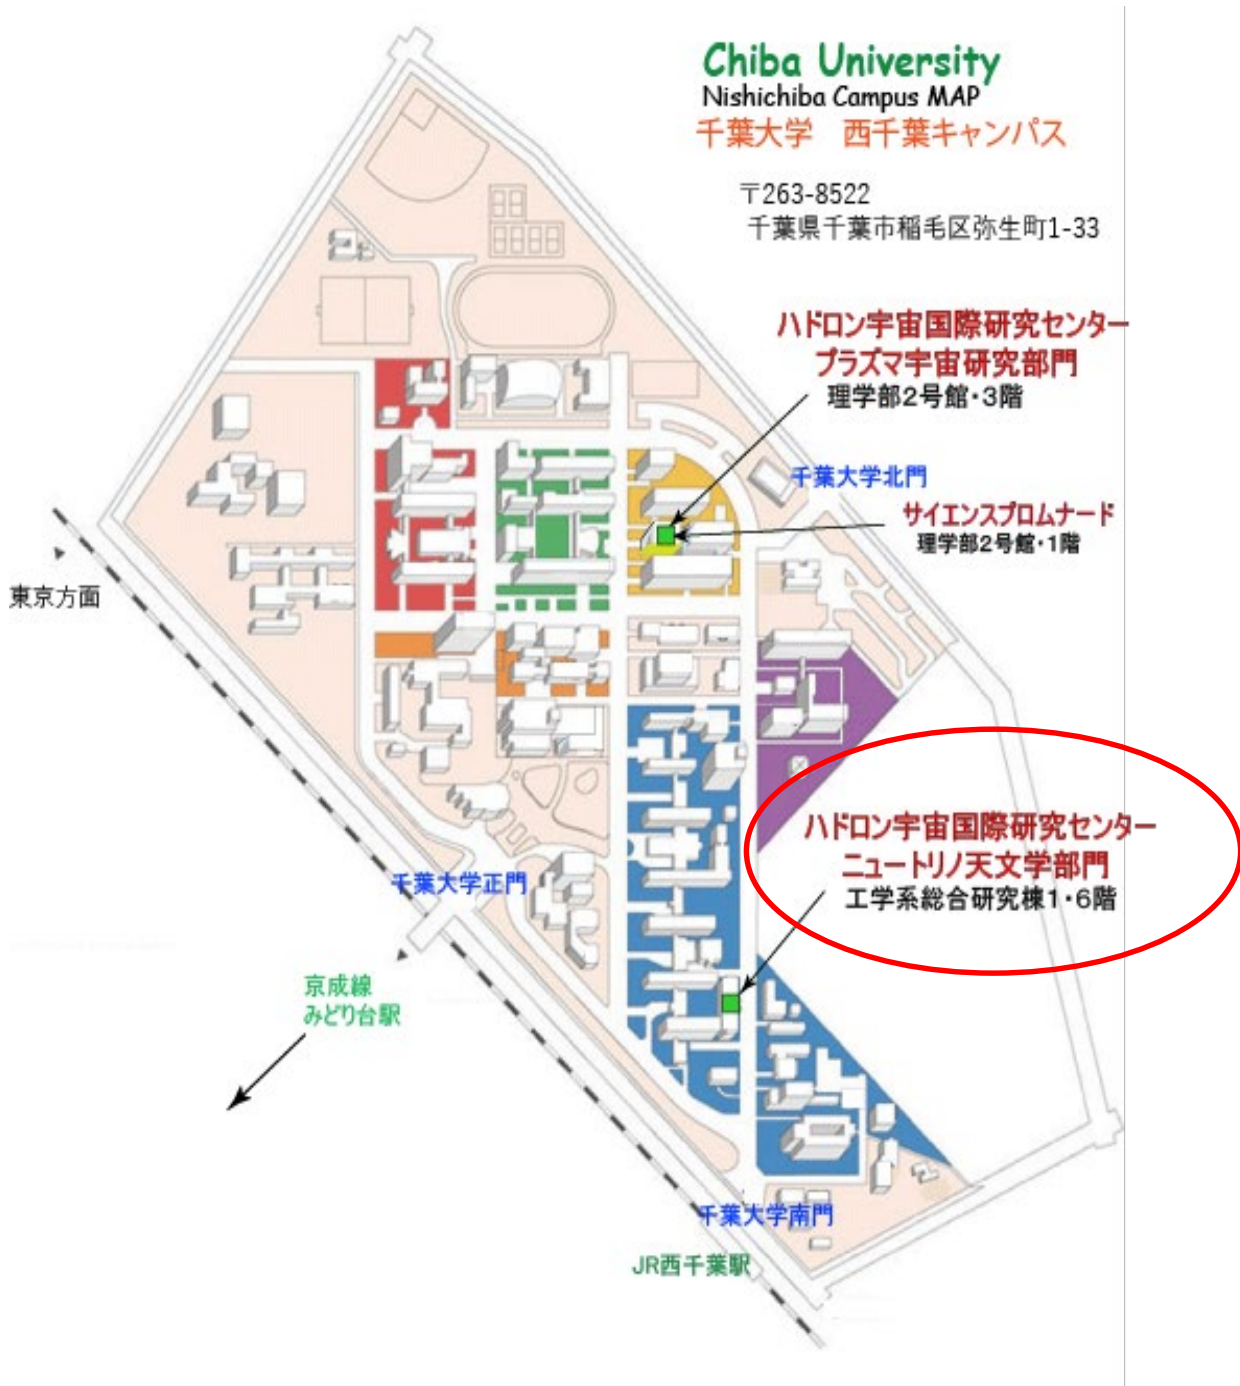 Chiba University
Nishichiba Campus MAP
千葉大学　西千葉キャンパス
〒263-8522
千葉県千葉市稲毛区弥生町1-33
ハドロン宇宙国際研究センター
プラズマ宇宙研究部門
理学部2号館・3階
千葉大学北門
サイエンスプロムナード
理学部2号館・1階
東京方面
ハドロン宇宙国際研究センター
ニュートリノ天文学部門
工学系総合研究棟1・6階
千葉大学正門
京成線
みどり台駅
千葉大学南門
JR西千葉駅